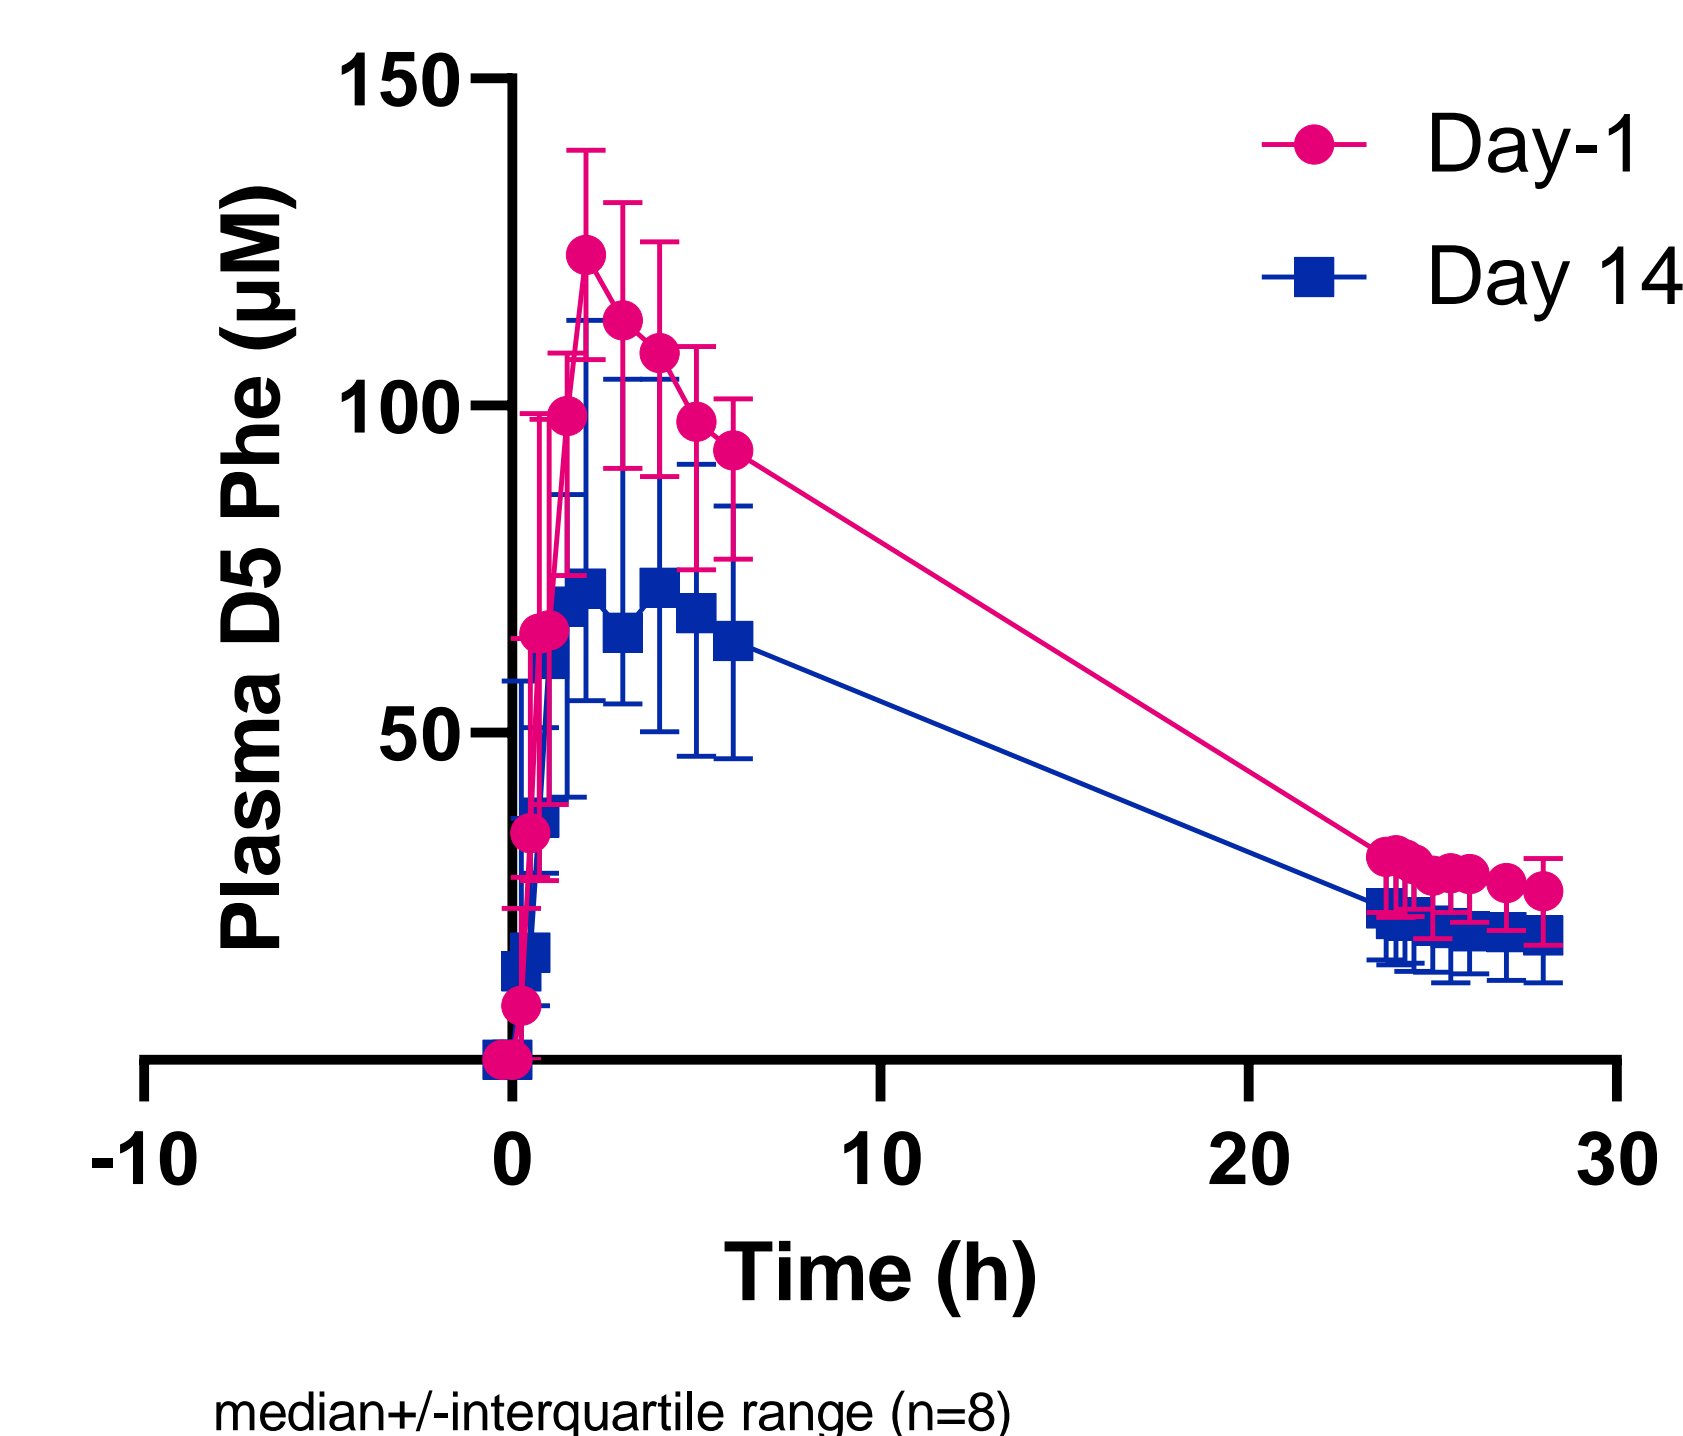 150
100
50
Plasma D5 Phe (µM)
Day-1
Day 14
-10 0 10 20 30
Time (h)
median+/-interquartile range (n=8)